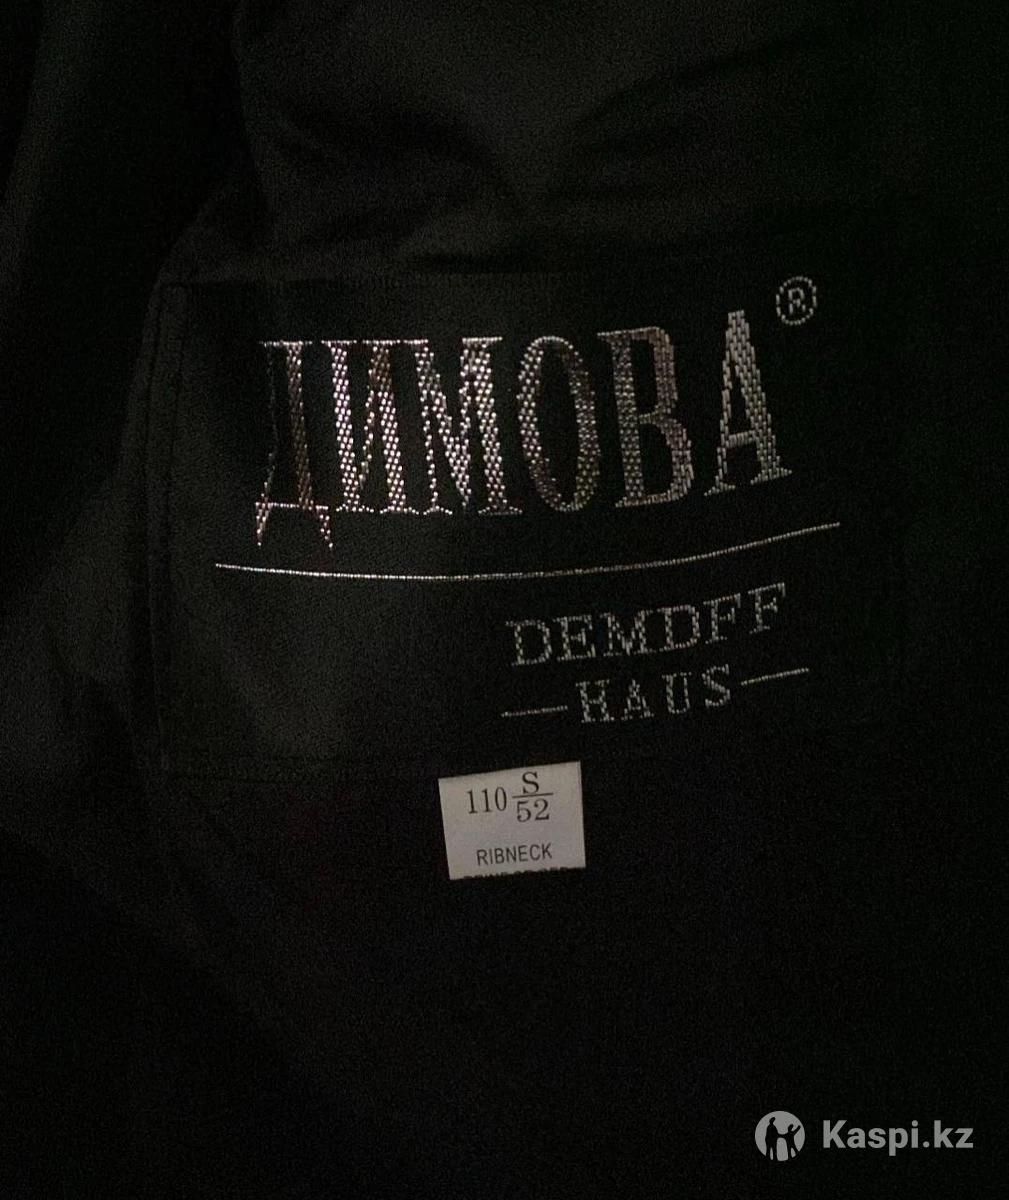 ДИМОВА®
DEMDFF
HAUS
110 S/52
RIBNECK
Kaspi.kz